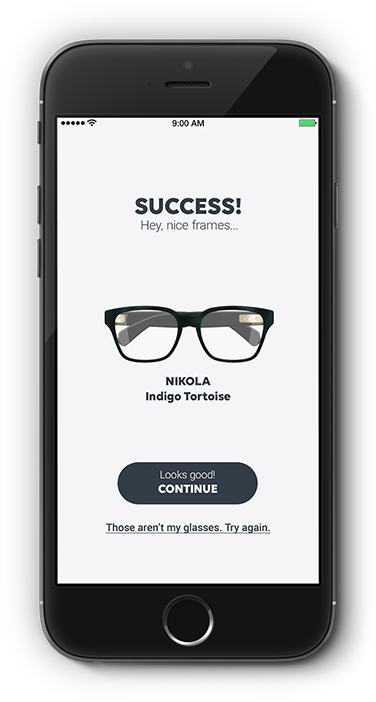 9:00 AM
SUCCESS!
Hey, nice frames...
NIKOLA
Indigo Tortoise
Looks good!
CONTINUE
Those aren't my glasses. Try again.